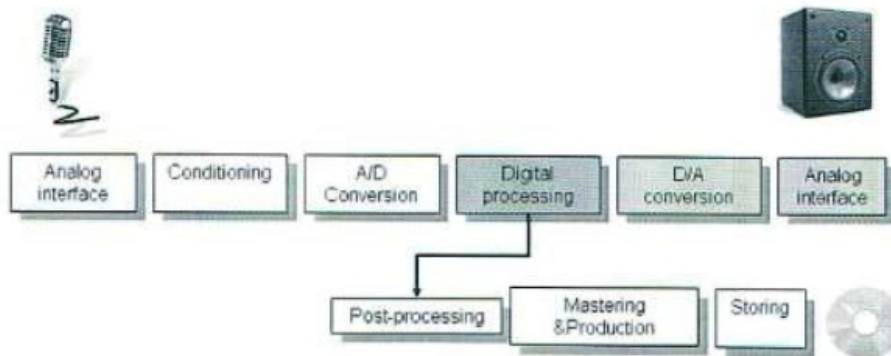 Analog
interface
Conditioning
A/D
Conversion
Digital
processing
D/A
conversion
Analog
interface
Post-processing
Mastering
&Production
Storing